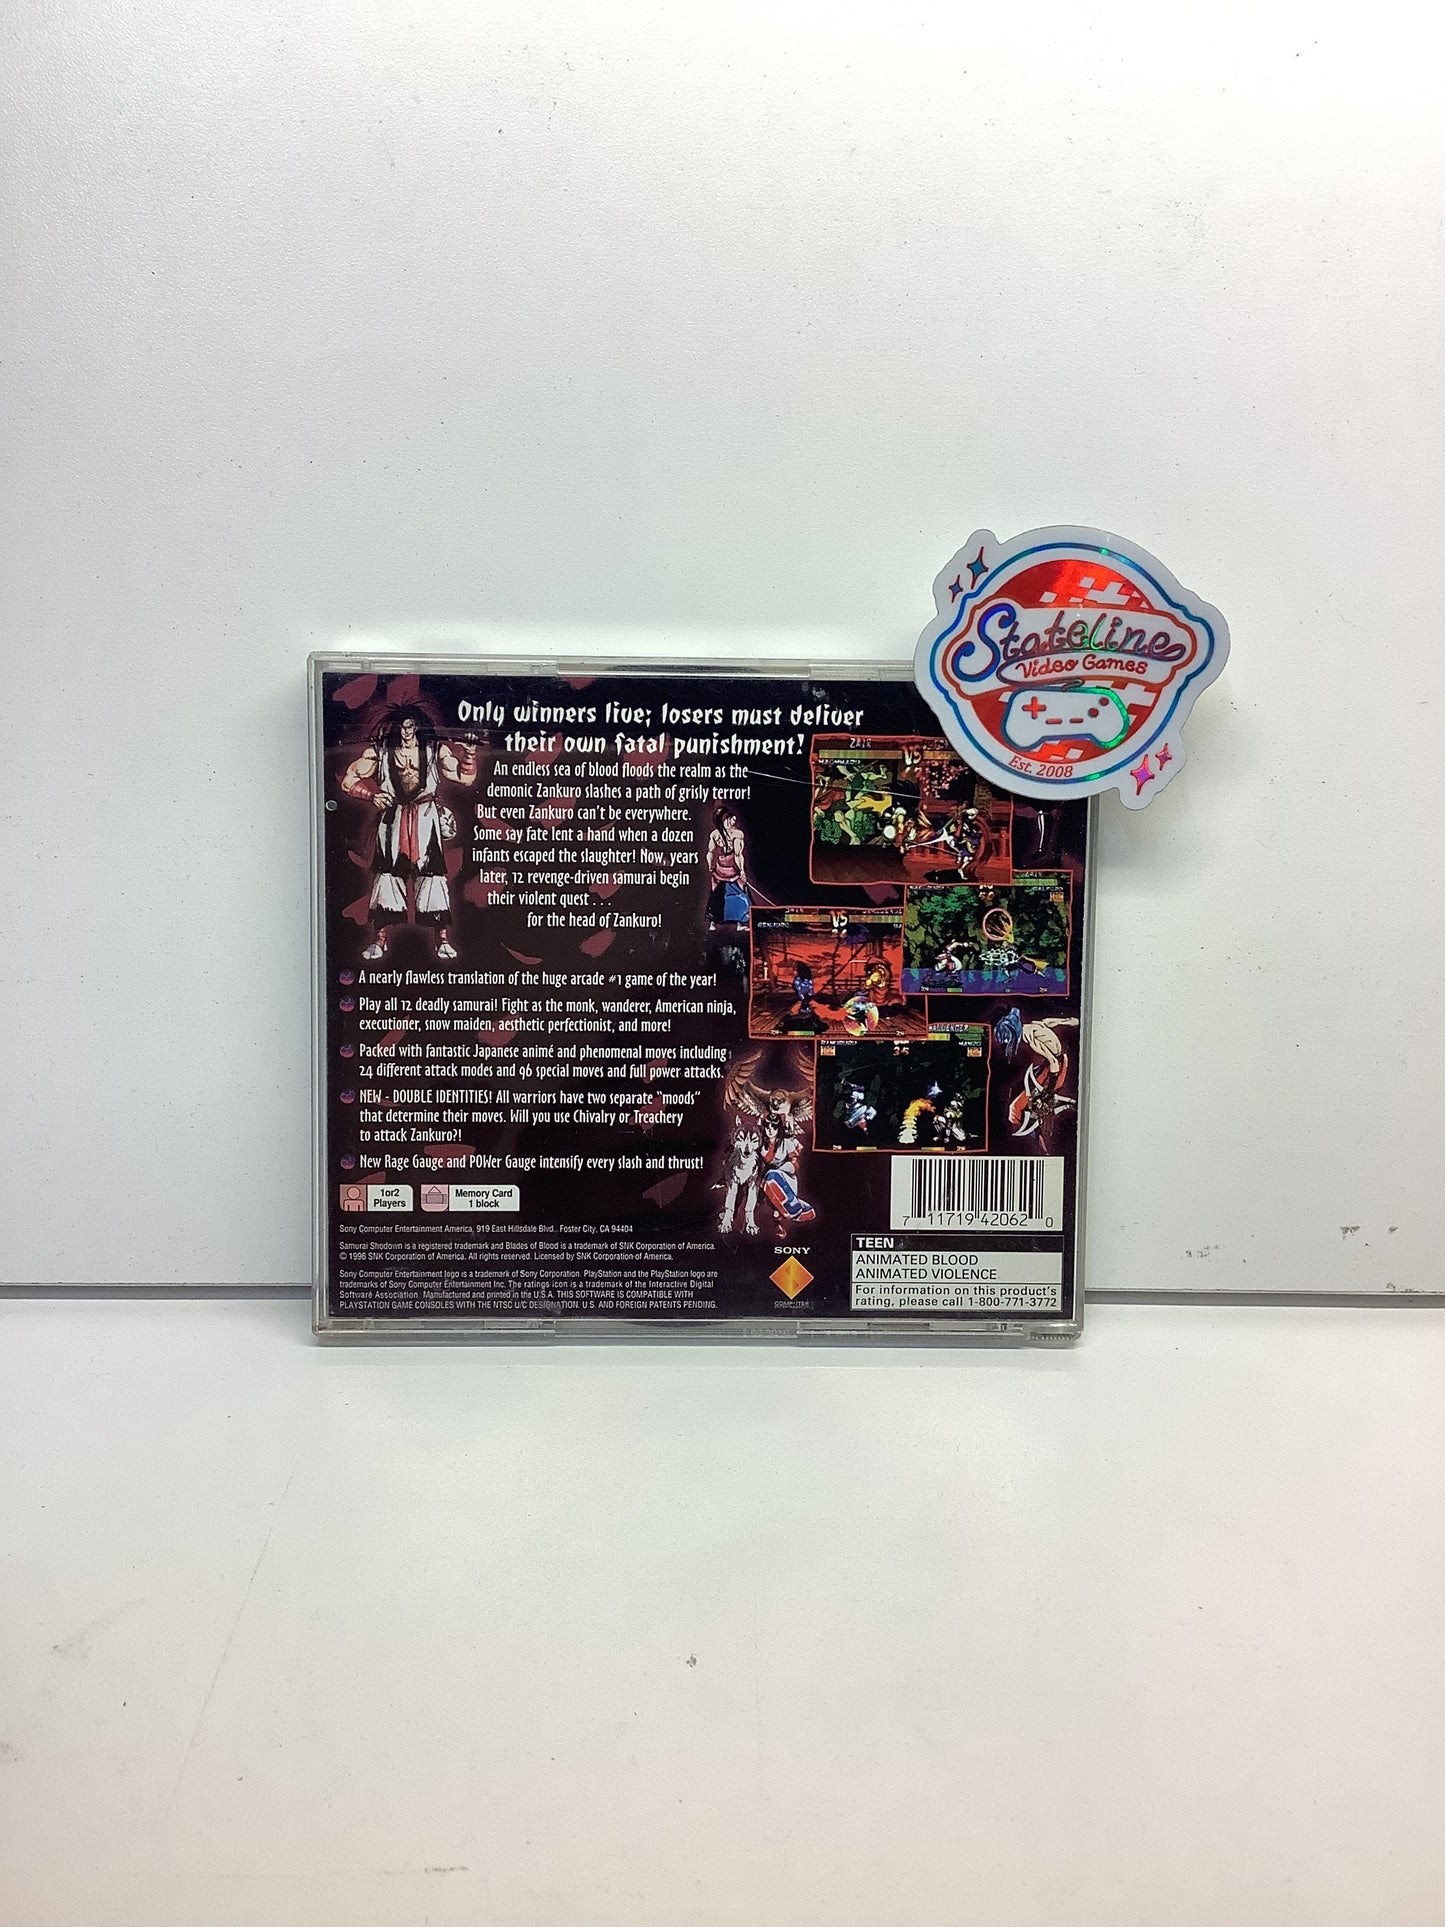 Stateline
Video Games
Est. 2008
Only winners live; losers must deliver
their own fatal punishment!
An endless sea of blood floods the realm as the
demonic Zankuro slashes a path of grisly terror!
But even Zankuro can't be everywhere.
Some say fate lent a hand when a dozen
infants escaped the slaughter! Now, years
later, 12 revenge-driven samurai begin
their violent quest . . .
for the head of Zankuro!
A nearly flawless translation of the huge arcade #1 game of the year!
Play all 12 deadly samurai! Fight as the monk, wanderer, American ninja,
executioner, snow maiden, aesthetic perfectionist, and more!
Packed with fantastic Japanese animé and phenomenal moves including
24 different attack modes and 96 special moves and full power attacks.
NEW - DOUBLE IDENTITIES! All warriors have two separate "moods"
that determine their moves. Will you use Chivalry or Treachery
to attack Zankuro?!
New Rage Gauge and POWer Gauge intensify every slash and thrust!
1or2
Players
Memory Card
1 block
Sony Computer Entertainment America, 919 East Hillsdale Blvd., Foster City, CA 94404
Samurai Shodown is a registered trademark and Blades of Blood is a trademark of SNK Corporation of America.
© 1996 SNK Corporation of America. All rights reserved. Licensed by SNK Corporation of America.
Sony Computer Entertainment logo is a trademark of Sony Corporation. PlayStation and the PlayStation logo are
trademarks of Sony Computer Entertainment Inc. The ratings icon is a trademark of the Interactive Digital
Software Association. Manufactured and printed in the U.S.A. THIS SOFTWARE IS COMPATIBLE WITH
PLAYSTATION GAME CONSOLES WITH THE NTSC U/C DESIGNATION. U.S. AND FOREIGN PATENTS PENDING.
VS
VS
SONY
COMPUTER
7 11719 42062 0
TEEN
ANIMATED BLOOD
ANIMATED VIOLENCE
For information on this product's
rating, please call 1-800-771-3772